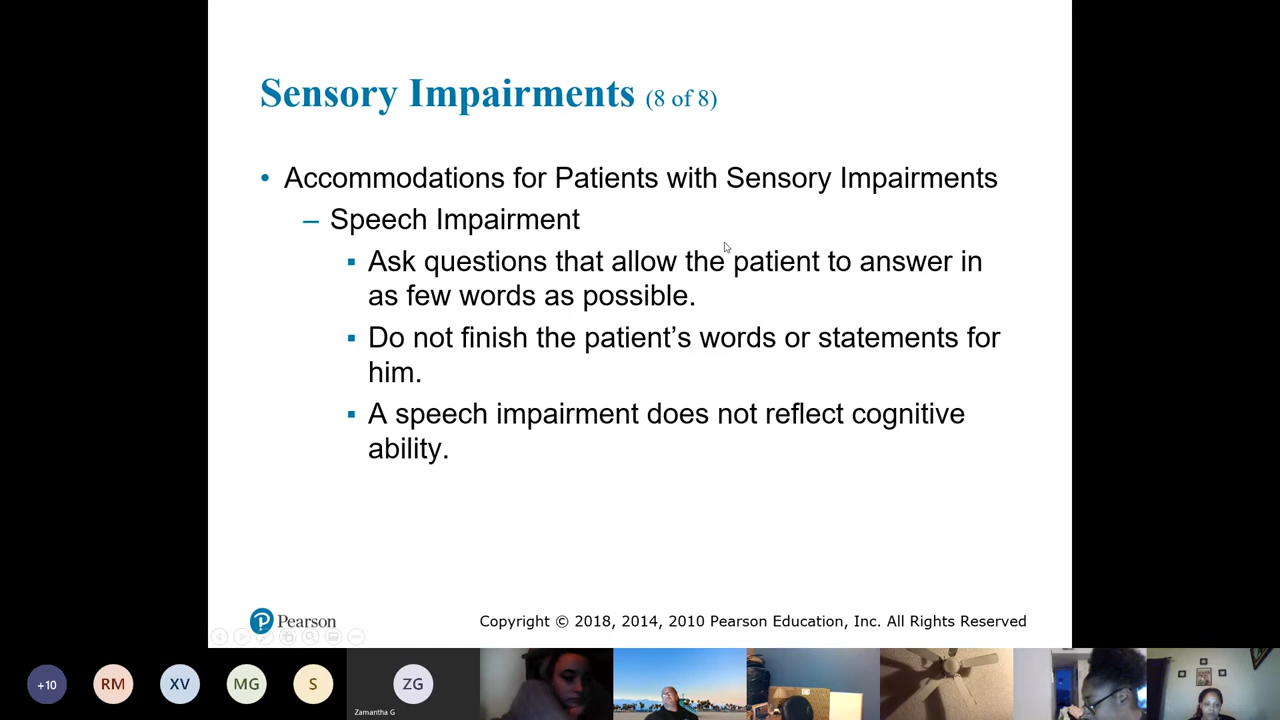 Sensory Impairments (8 of 8)
• Accommodations for Patients with Sensory Impairments
– Speech Impairment
▪ Ask questions that allow the patient to answer in
as few words as possible.
▪ Do not finish the patient’s words or statements for
him.
▪ A speech impairment does not reflect cognitive
ability.
Pearson
Copyright © 2018, 2014, 2010 Pearson Education, Inc. All Rights Reserved
+10 RM XV MG S ZG
Zamantha G